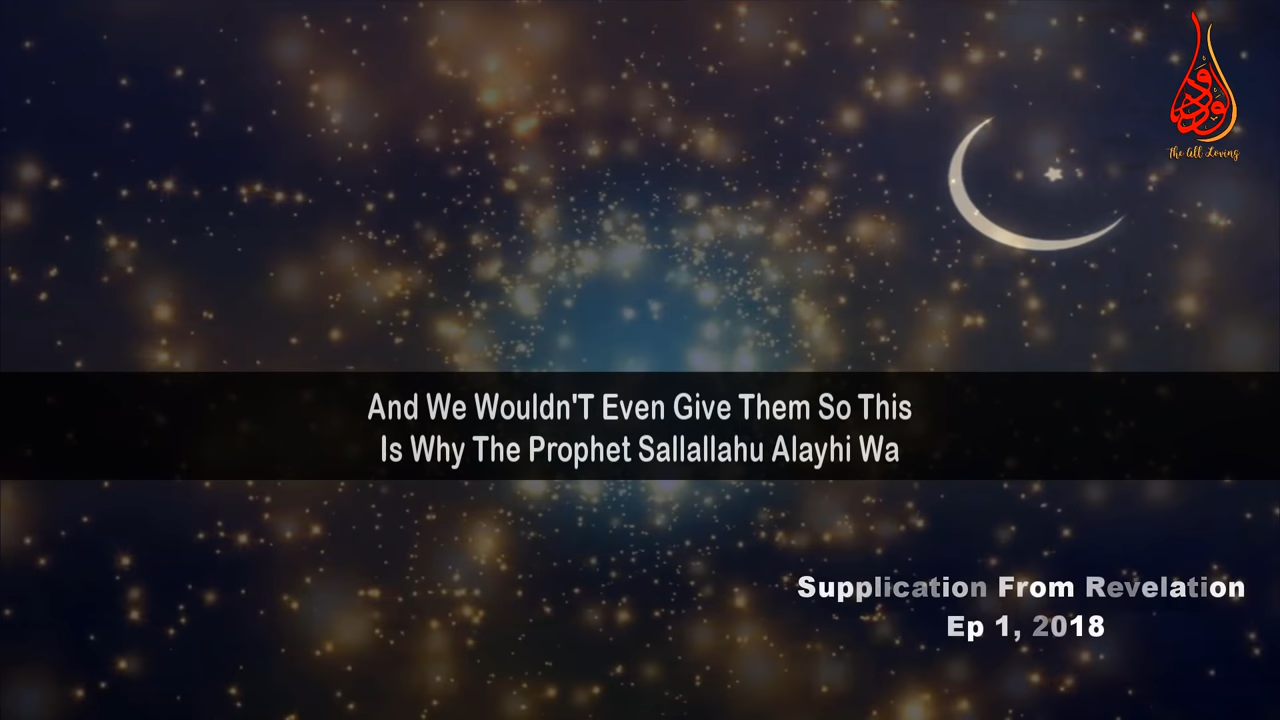 الودود
The All Loving
And We Wouldn'T Even Give Them So This
Is Why The Prophet Sallallahu Alayhi Wa
Supplication From Revelation
Ep 1, 2018